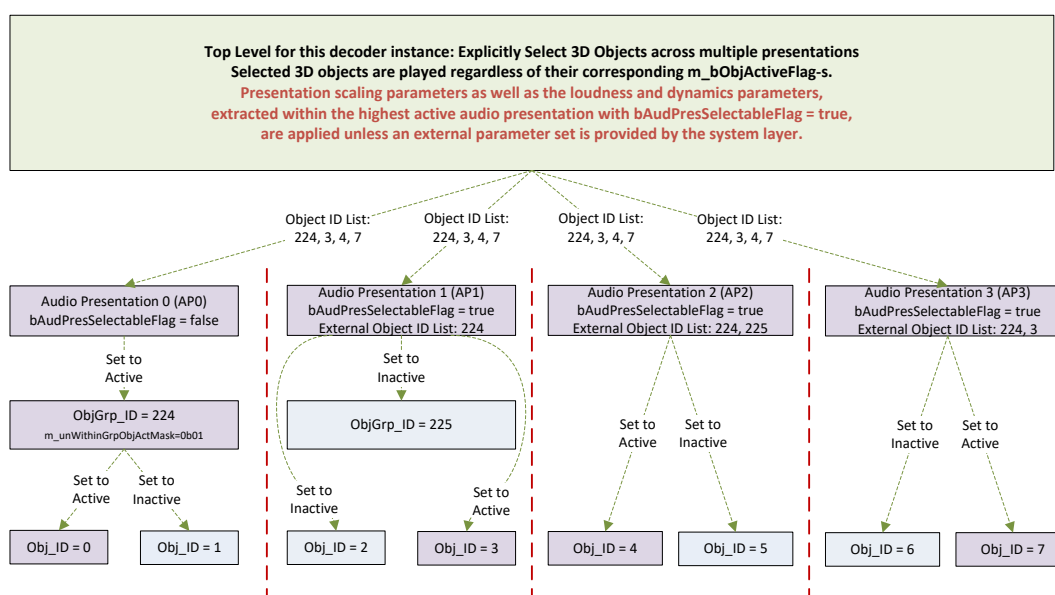 Top Level for this decoder instance: Explicitly Select 3D Objects across multiple presentations
Selected 3D objects are played regardless of their corresponding m_bObjActiveFlag-s.
Presentation scaling parameters as well as the loudness and dynamics parameters,
extracted within the highest active audio presentation with bAudPresSelectableFlag = true,
are applied unless an external parameter set is provided by the system layer.
Object ID List:
224, 3, 4, 7
Object ID List:
224, 3, 4, 7
Object ID List:
224, 3, 4, 7
Object ID List:
224, 3, 4, 7
Audio Presentation 0 (AP0)
bAudPresSelectableFlag = false
Audio Presentation 1 (AP1)
bAudPresSelectableFlag = true
External Object ID List: 224
Audio Presentation 2 (AP2)
bAudPresSelectableFlag = true
External Object ID List: 224, 225
Audio Presentation 3 (AP3)
bAudPresSelectableFlag = true
External Object ID List: 224, 3
Set to
Active
Set to
Inactive
ObjGrp_ID = 224
m_unWithinGrpObjActMask=0b01
ObjGrp_ID = 225
Set to
Active
Set to
Inactive
Set to
Inactive
Set to
Active
Set to
Active
Set to
Inactive
Set to
Inactive
Set to
Active
Obj_ID = 0
Obj_ID = 1
Obj_ID = 2
Obj_ID = 3
Obj_ID = 4
Obj_ID = 5
Obj_ID = 6
Obj_ID = 7